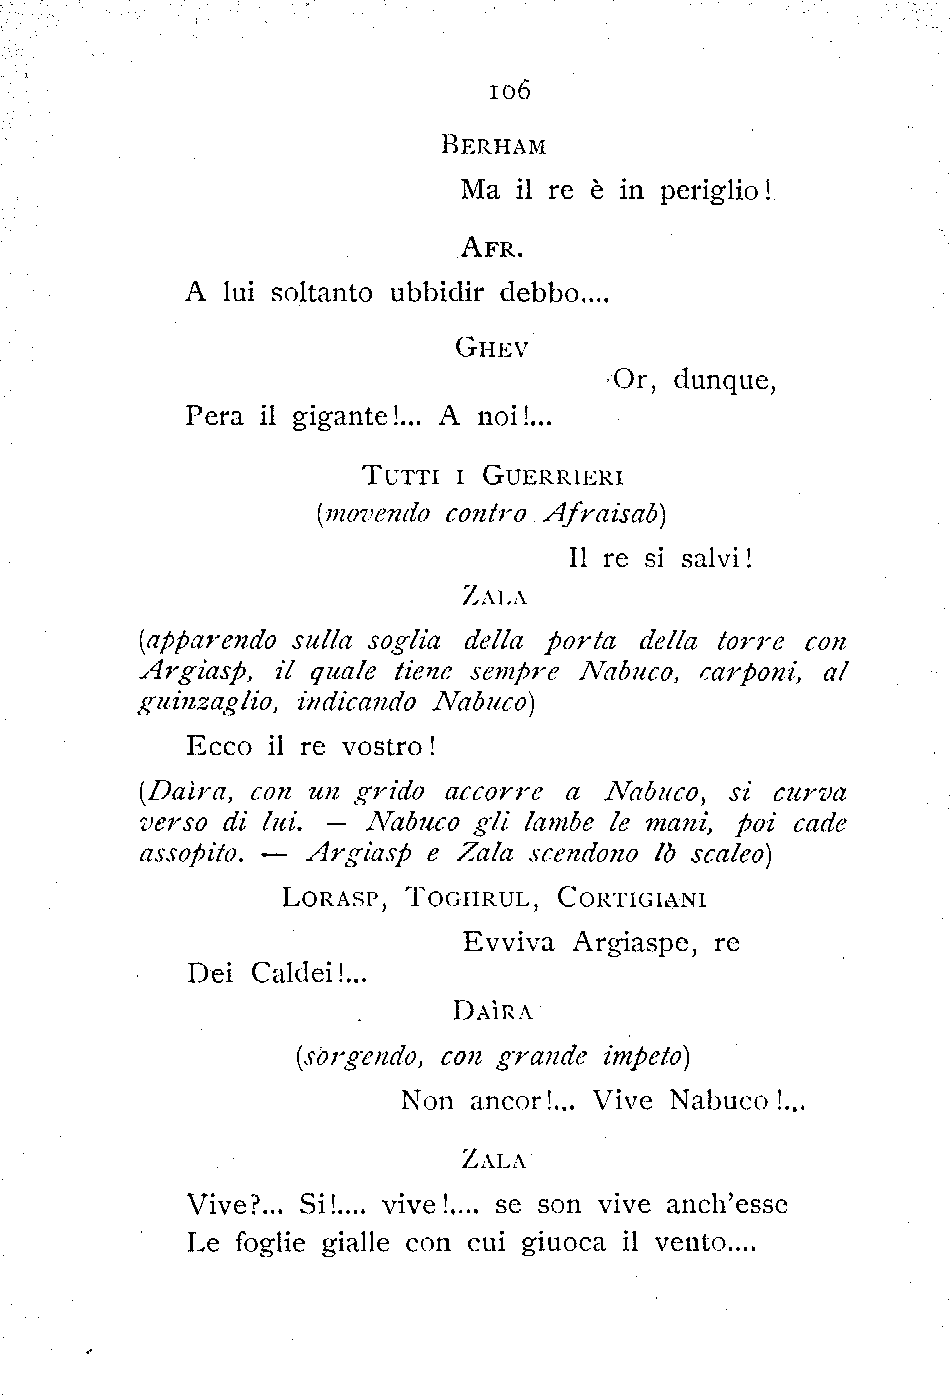 106
BERHAM
Ma il re è in periglio!
AFR.
A lui soltanto ubbidir debbo....
GHEV
Or, dunque,
Pera il gigante!... A noi!...
TUTTI I GUERRIERI
(movendo contro Afraisab)
Il re si salvi!
ZALA
(apparendo sulla soglia della porta della torre con
Argiasp, il quale tiene sempre Nabuco, carponi, al
guinzaglio, indicando Nabuco)
Ecco il re vostro!
(Daìra, con un grido accorre a Nabuco, si curva
verso di lui. — Nabuco gli lambe le mani, poi cade
assopito. — Argiasp e Zala scendono lò scaleo)
LORASP, TOGHRUL, CORTIGIANI
Evviva Argiaspe, re
Dei Caldei!...
DAÌRA
(sorgendo, con grande impeto)
Non ancor!... Vive Nabuco!...
ZALA
Vive?... Si!.... vive!.... se son vive anch'esse
Le foglie gialle con cui giuoca il vento....